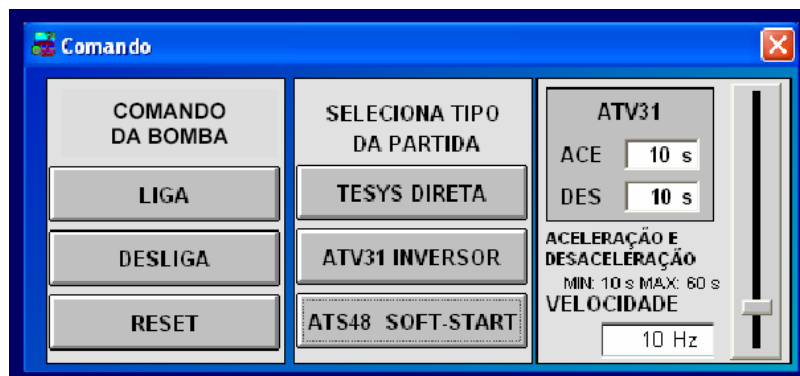 Comando
COMANDO
DA BOMBA
LIGA
DESLIGA
RESET
SELECIONA TIPO
DA PARTIDA
TESYS DIRETA
ATV31 INVERSOR
ATS48 SOFT-START
ATV31
ACE 10 s
DES 10 s
ACELERAÇÃO E
DESACELERAÇÃO
MIN: 10 s MAX: 60 s
VELOCIDADE
10 Hz